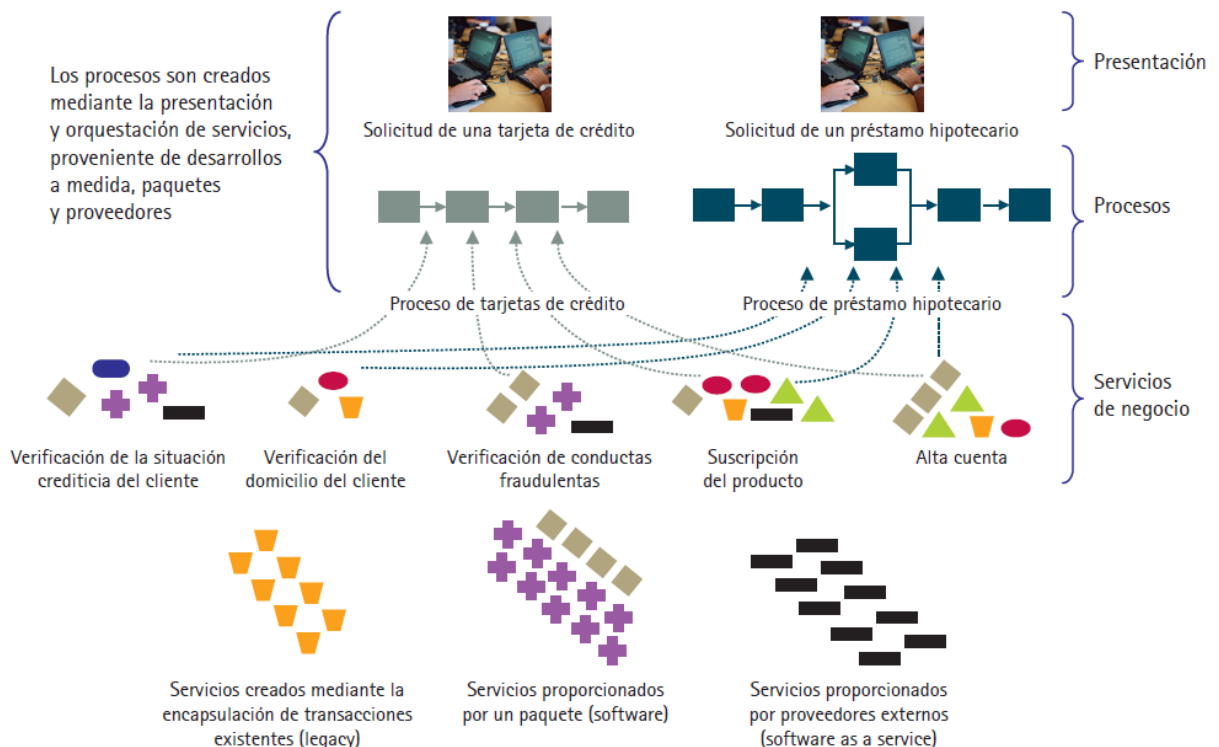 Los procesos son creados
mediante la presentación
y orquestación de servicios,
proveniente de desarrollos
a medida, paquetes
y proveedores
Solicitud de una tarjeta de crédito
Solicitud de un préstamo hipotecario
Presentación
Procesos
Proceso de tarjetas de crédito
Proceso de préstamo hipotecario
Servicios
de negocio
Verificación de la situación
crediticia del cliente
Verificación del
domicilio del cliente
Verificación de conductas
fraudulentas
Suscripción
del producto
Alta cuenta
Servicios creados mediante la
encapsulación de transacciones
existentes (legacy)
Servicios proporcionados
por un paquete (software)
Servicios proporcionados
por proveedores externos
(software as a service)